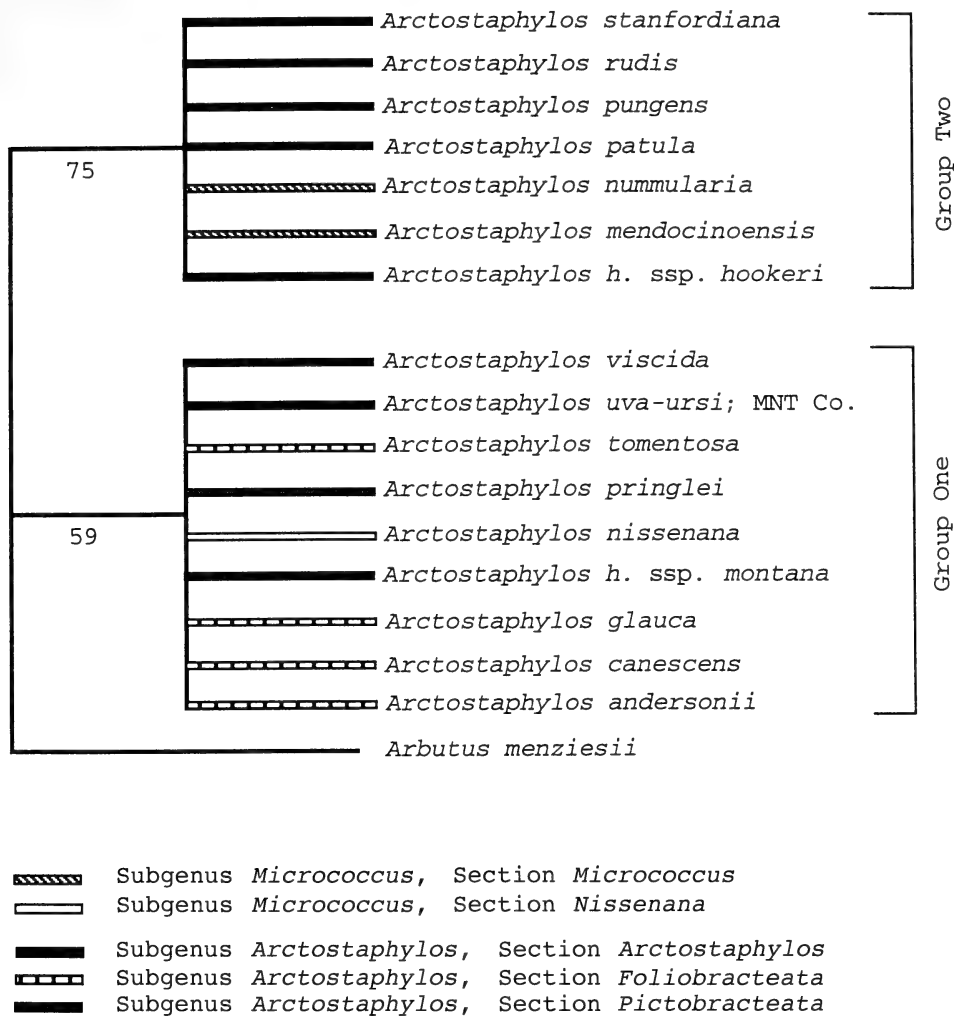 Arctostaphylos stanfordiana
Arctostaphylos rudis
Arctostaphylos pungens
Arctostaphylos patula
75
Arctostaphylos nummularia
Arctostaphylos mendocinoensis
Arctostaphylos h. ssp. hookeri
Group Two
Arctostaphylos viscida
Arctostaphylos uva-ursi; MNT Co.
Arctostaphylos tomentosa
Arctostaphylos pringlei
59
Arctostaphylos nissenana
Arctostaphylos h. ssp. montana
Arctostaphylos glauca
Arctostaphylos canescens
Arctostaphylos andersonii
Group One
Arbutus menziesii
Subgenus Micrococcus, Section Micrococcus
Subgenus Micrococcus, Section Nissenana
Subgenus Arctostaphylos, Section Arctostaphylos
Subgenus Arctostaphylos, Section Foliobracteata
Subgenus Arctostaphylos, Section Pictobracteata